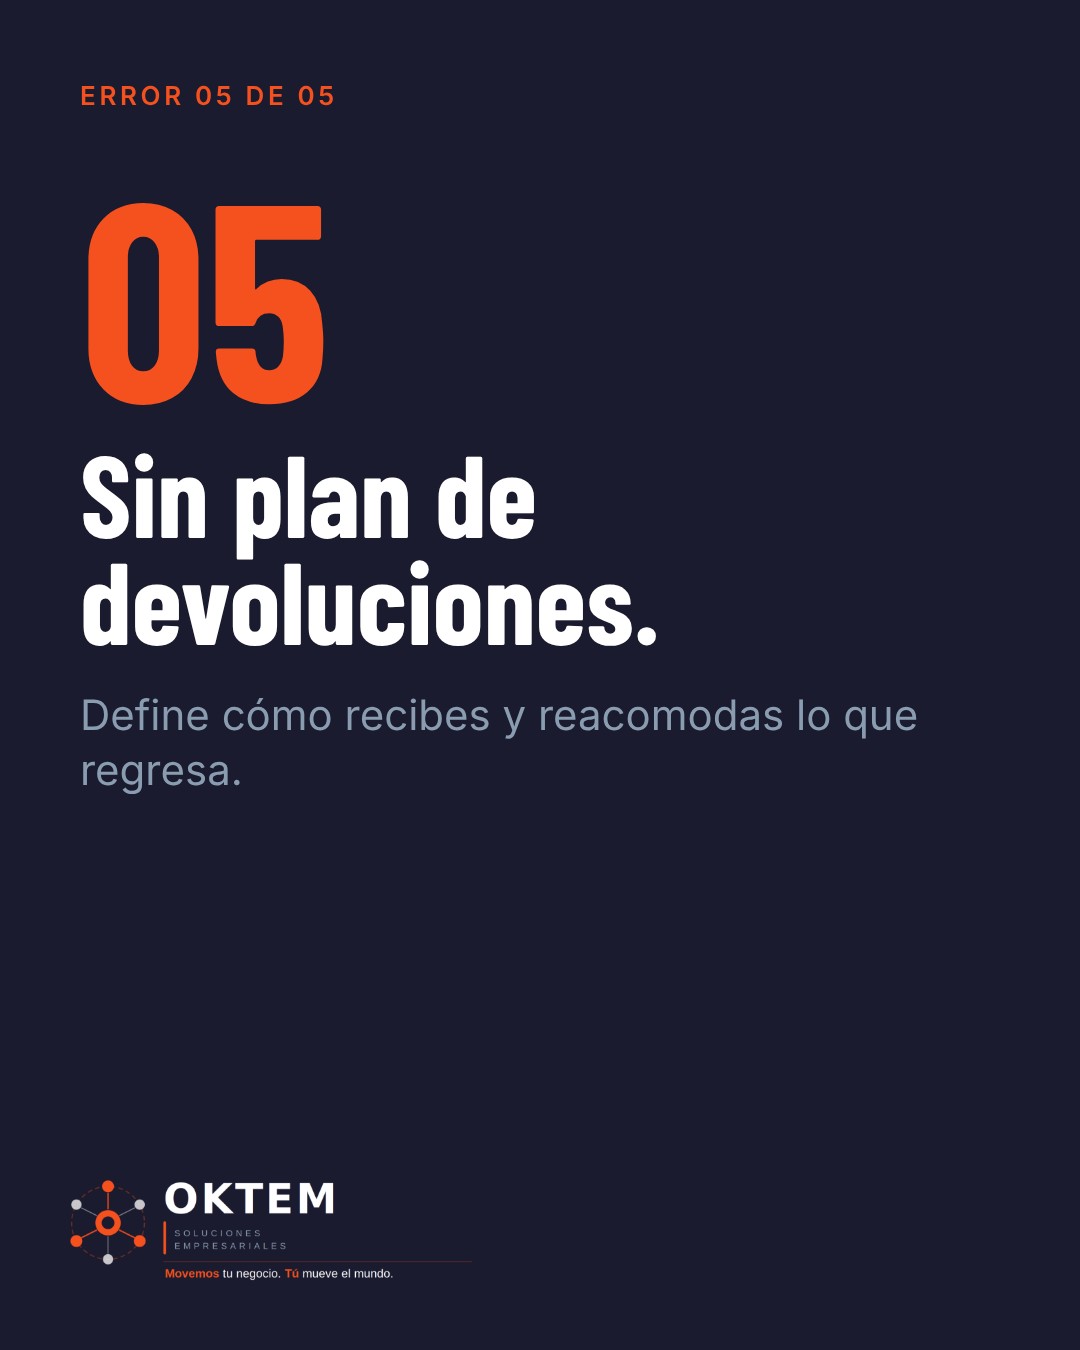 ERROR 05 DE 05
05
Sin plan de
devoluciones.
Define cómo recibes y reacomodas lo que
regresa.
OKTEM
SOLUCIONES
EMPRESARIALES
Movemos tu negocio. Tú mueve el mundo.